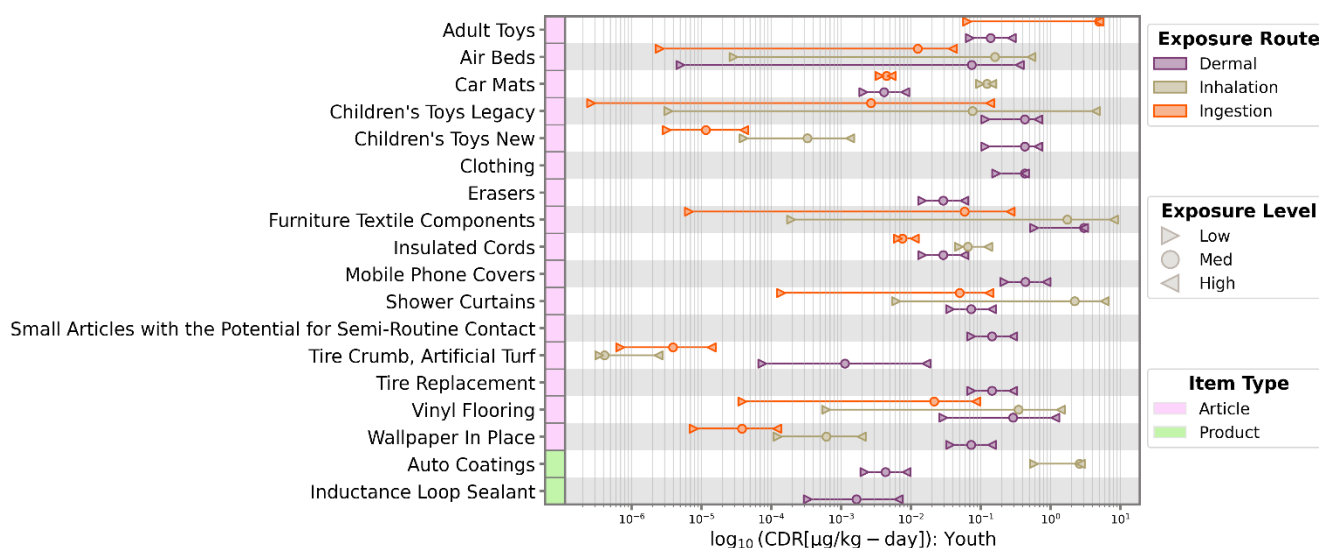 Adult Toys
Air Beds
Car Mats
Children's Toys Legacy
Children's Toys New
Clothing
Erasers
Furniture Textile Components
Insulated Cords
Mobile Phone Covers
Shower Curtains
Small Articles with the Potential for Semi-Routine Contact
Tire Crumb, Artificial Turf
Tire Replacement
Vinyl Flooring
Wallpaper In Place
Auto Coatings
Inductance Loop Sealant
10⁻⁶ 10⁻⁵ 10⁻⁴ 10⁻³ 10⁻² 10⁻¹ 10⁰ 10¹
log₁₀ (CDR[μg/kg − day]): Youth
Exposure Route
Dermal
Inhalation
Ingestion
Exposure Level
Low
Med
High
Item Type
Article
Product